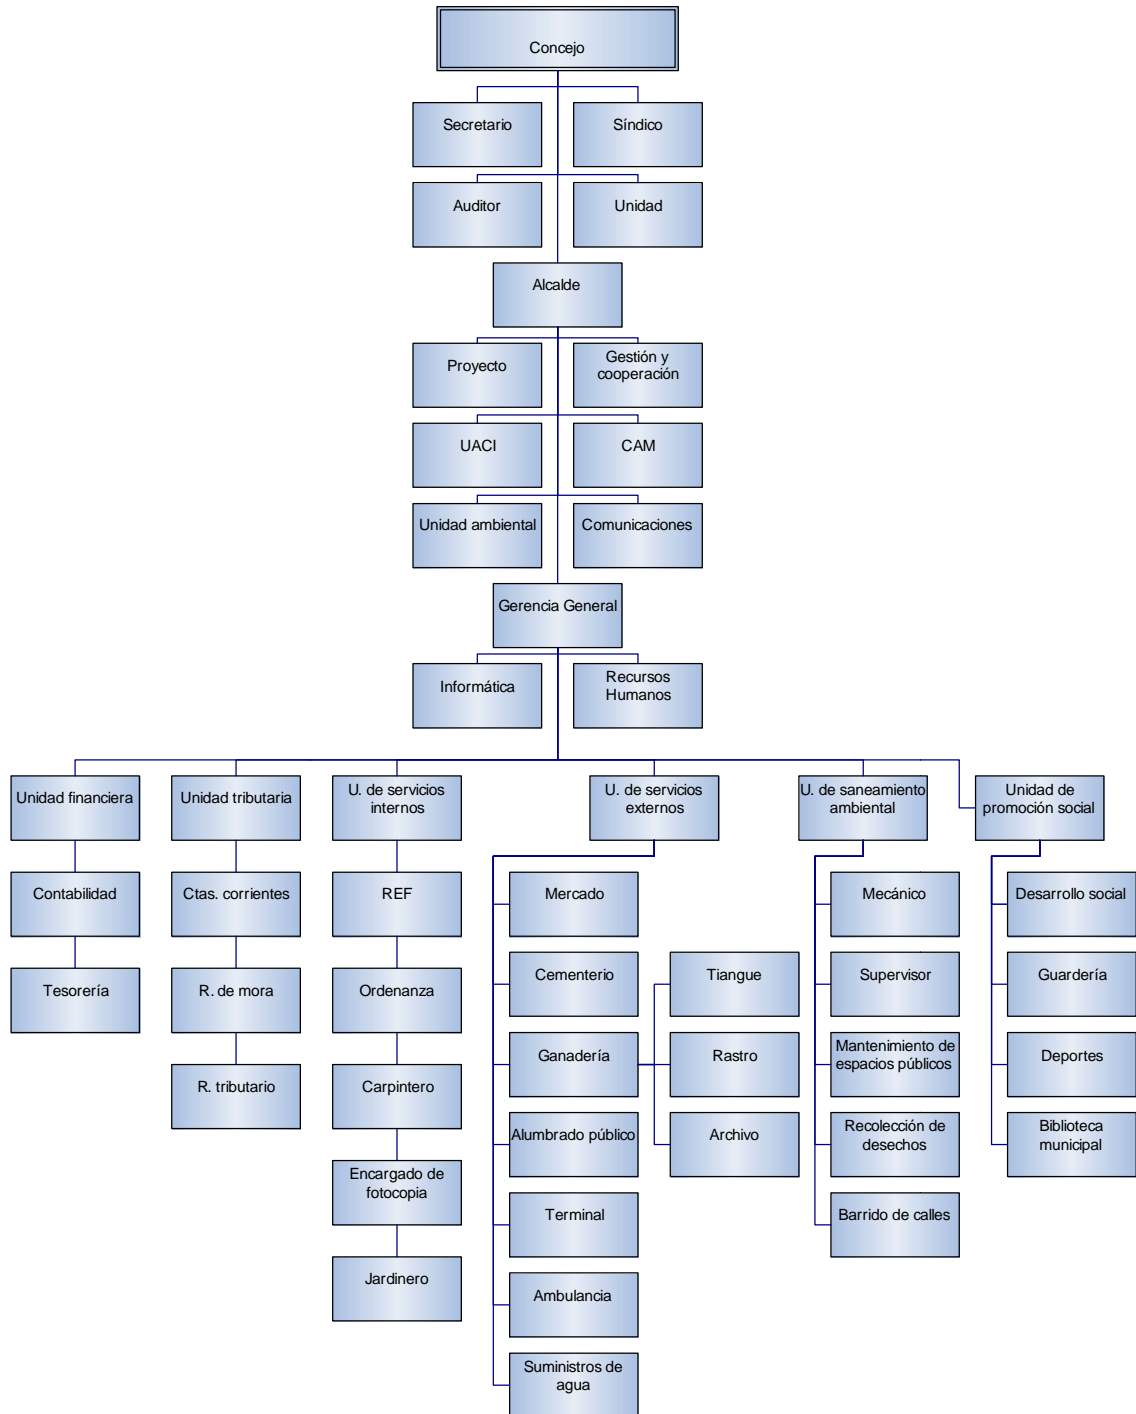 Concejo
Secretario
Síndico
Auditor
Unidad
Alcalde
Proyecto
Gestión y
cooperación
UACI
CAM
Unidad ambiental
Comunicaciones
Gerencia General
Informática
Recursos
Humanos
Unidad financiera
Unidad tributaria
U. de servicios
internos
U. de servicios
externos
U. de saneamiento
ambiental
Unidad de
promoción social
Contabilidad
Tesorería
Ctas. corrientes
R. de mora
R. tributario
REF
Ordenanza
Carpintero
Encargado de
fotocopia
Jardinero
Mercado
Cementerio
Ganadería
Alumbrado público
Terminal
Ambulancia
Suministros de
agua
Tiangue
Rastro
Archivo
Mecánico
Supervisor
Mantenimiento de
espacios públicos
Recolección de
desechos
Barrido de calles
Desarrollo social
Guardería
Deportes
Biblioteca
municipal